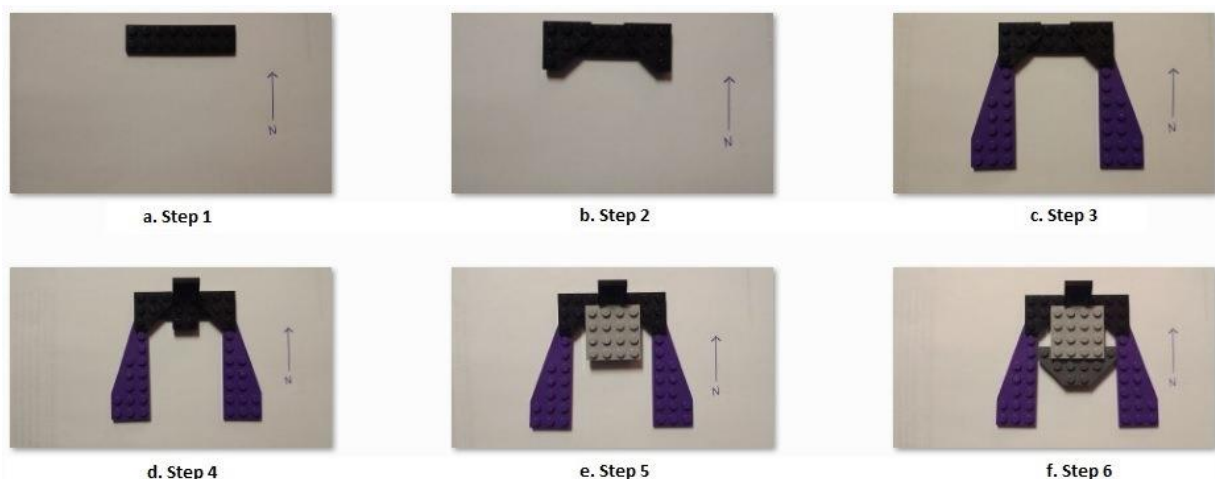 N
N
N
a. Step 1
b. Step 2
c. Step 3
N
N
N
d. Step 4
e. Step 5
f. Step 6